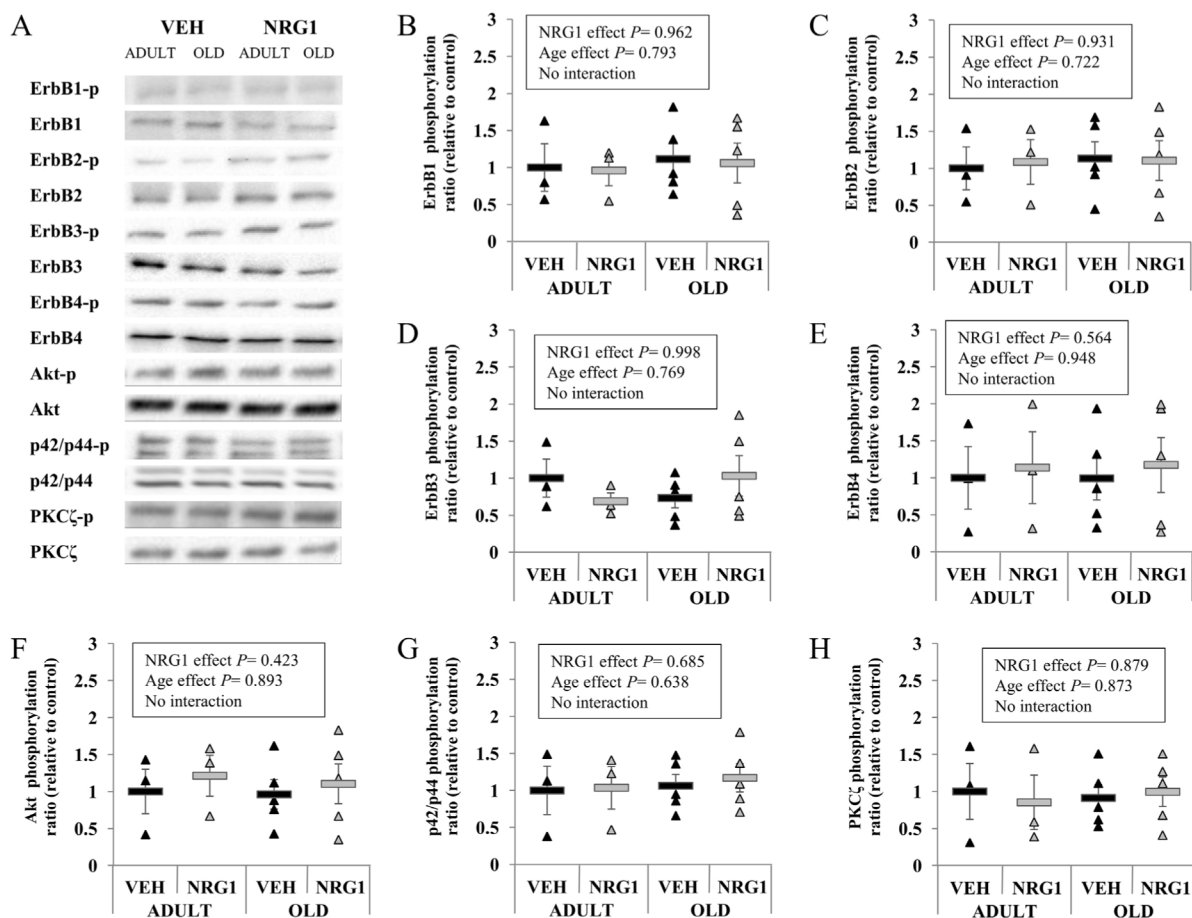 A
VEH NRG1
ADULT OLD ADULT OLD
ErbB1-p
ErbB1
ErbB2-p
ErbB2
ErbB3-p
ErbB3
ErbB4-p
ErbB4
Akt-p
Akt
p42/p44-p
p42/p44
PKCζ-p
PKCζ
B
NRG1 effect P= 0.962
Age effect P= 0.793
No interaction
ErbB1 phosphorylation
ratio (relative to control)
3
2.5
2
1.5
1
0.5
0
VEH NRG1 VEH NRG1
ADULT OLD
C
NRG1 effect P= 0.931
Age effect P= 0.722
No interaction
ErbB2 phosphorylation
ratio (relative to control)
3
2.5
2
1.5
1
0.5
0
VEH NRG1 VEH NRG1
ADULT OLD
D
NRG1 effect P= 0.998
Age effect P= 0.769
No interaction
ErbB3 phosphorylation
ratio (relative to control)
3
2.5
2
1.5
1
0.5
0
VEH NRG1 VEH NRG1
ADULT OLD
E
NRG1 effect P= 0.564
Age effect P= 0.948
No interaction
ErbB4 phosphorylation
ratio (relative to control)
3
2.5
2
1.5
1
0.5
0
VEH NRG1 VEH NRG1
ADULT OLD
F
NRG1 effect P= 0.423
Age effect P= 0.893
No interaction
Akt phosphorylation
ratio (relative to control)
3
2.5
2
1.5
1
0.5
0
VEH NRG1 VEH NRG1
ADULT OLD
G
NRG1 effect P= 0.685
Age effect P= 0.638
No interaction
p42/p44 phosphorylation
ratio (relative to control)
3
2.5
2
1.5
1
0.5
0
VEH NRG1 VEH NRG1
ADULT OLD
H
NRG1 effect P= 0.879
Age effect P= 0.873
No interaction
PKCζ phosphorylation
ratio (relative to control)
3
2.5
2
1.5
1
0.5
0
VEH NRG1 VEH NRG1
ADULT OLD